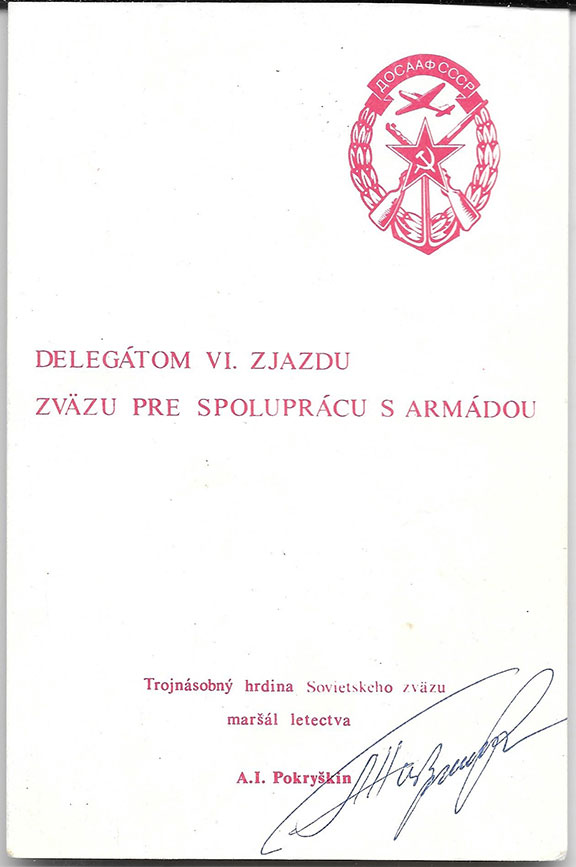 ДОСААФ СССР
DELEGÁTOM VI. ZJAZDU
ZVÄZU PRE SPOLUPRÁCU S ARMÁDOU
Trojnásobný hrdina Sovietskeho zväzu
maršál letectva
A.I. Pokryškin